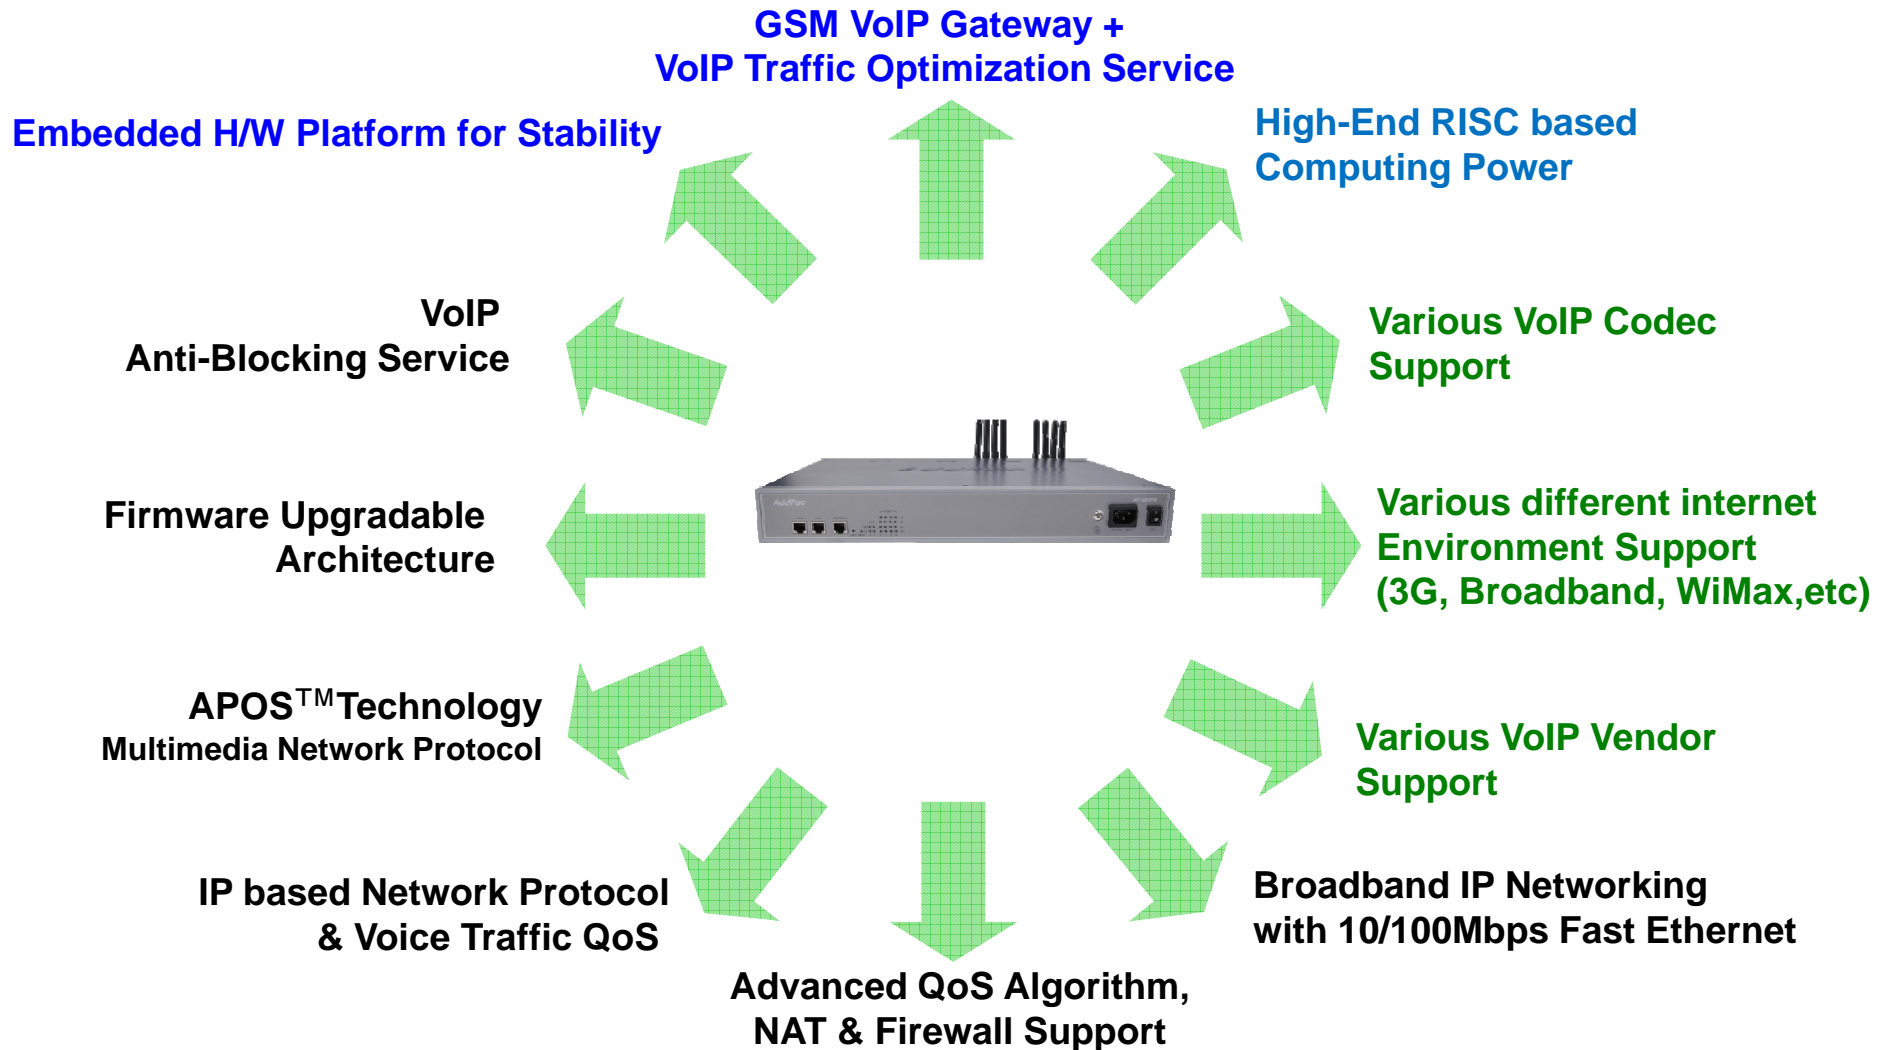 GSM VoIP Gateway +
VoIP Traffic Optimization Service
Embedded H/W Platform for Stability
High-End RISC based
Computing Power
VoIP
Anti-Blocking Service
Various VoIP Codec
Support
AddPac
Firmware Upgradable
Architecture
Various different internet
Environment Support
(3G, Broadband, WiMax,etc)
APOS™Technology
Multimedia Network Protocol
Various VoIP Vendor
Support
IP based Network Protocol
& Voice Traffic QoS
Broadband IP Networking
with 10/100Mbps Fast Ethernet
Advanced QoS Algorithm,
NAT & Firewall Support